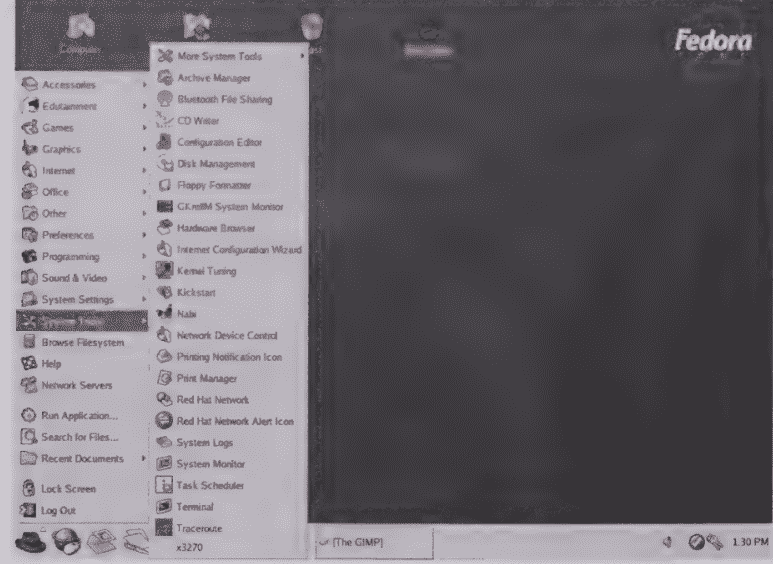 Computer
Fedora
Accessories
Edutainment
Games
Graphics
Internet
Office
Other
Preferences
Programming
Sound & Video
System Settings
System Tools
Browse Filesystem
Help
Network Servers
Run Application...
Search for Files...
Recent Documents
Lock Screen
Log Out
More System Tools
Archive Manager
Bluetooth File Sharing
CD Writer
Configuration Editor
Disk Management
Floppy Formatter
GKrellM System Monitor
Hardware Browser
Internet Configuration Wizard
Kernel Tuning
Kickstart
Nabi
Network Device Control
Printing Notification Icon
Print Manager
Red Hat Network
Red Hat Network Alert Icon
System Logs
System Monitor
Task Scheduler
Terminal
Traceroute
x3270
[The GIMP]
1:30 PM